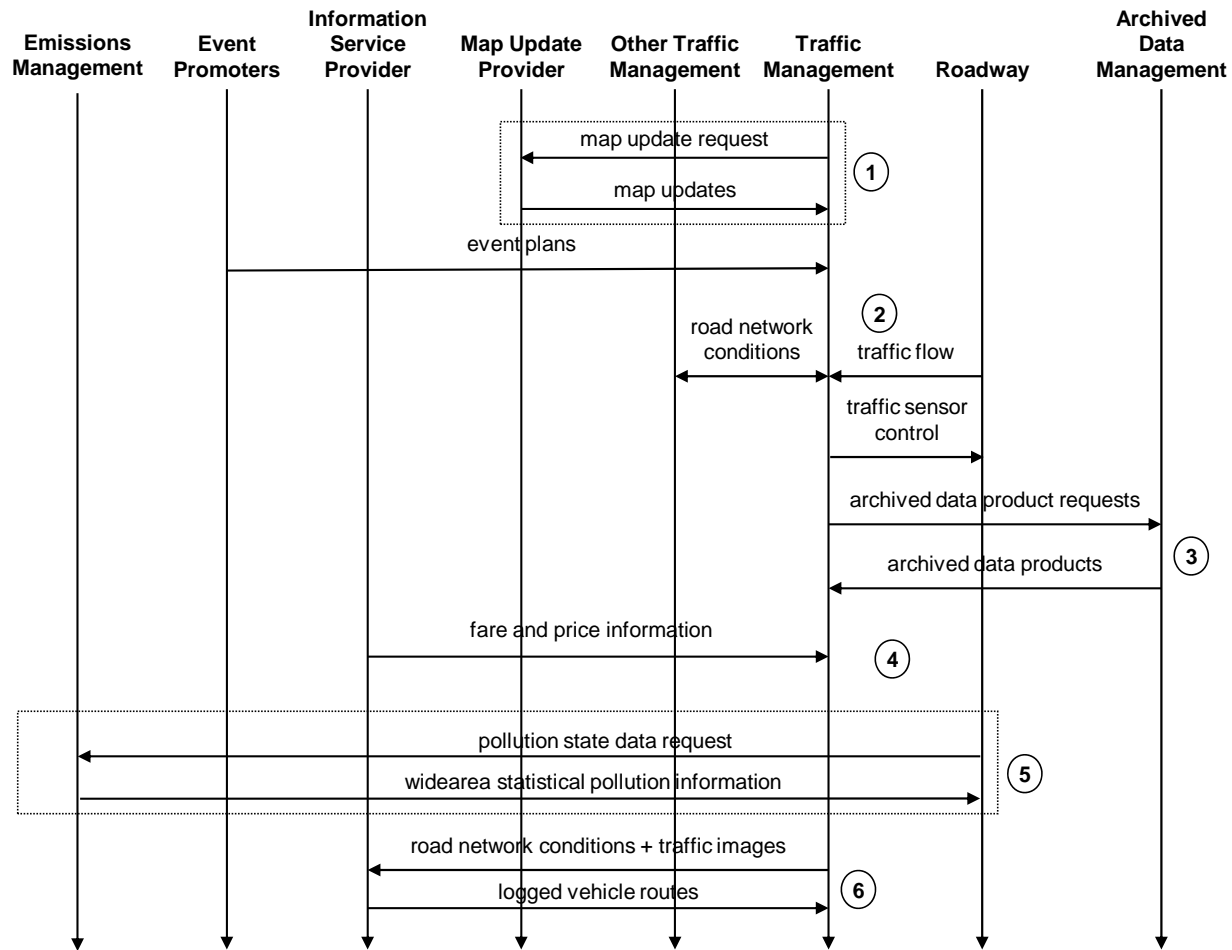 Emissions
Management
Event
Promoters
Information
Service
Provider
Map Update
Provider
Other Traffic
Management
Traffic
Management
Roadway
Archived
Data
Management
map update request
1
map updates
event plans
2
road network
conditions
traffic flow
traffic sensor
control
archived data product requests
3
archived data products
fare and price information
4
pollution state data request
5
widearea statistical pollution information
road network conditions + traffic images
6
logged vehicle routes